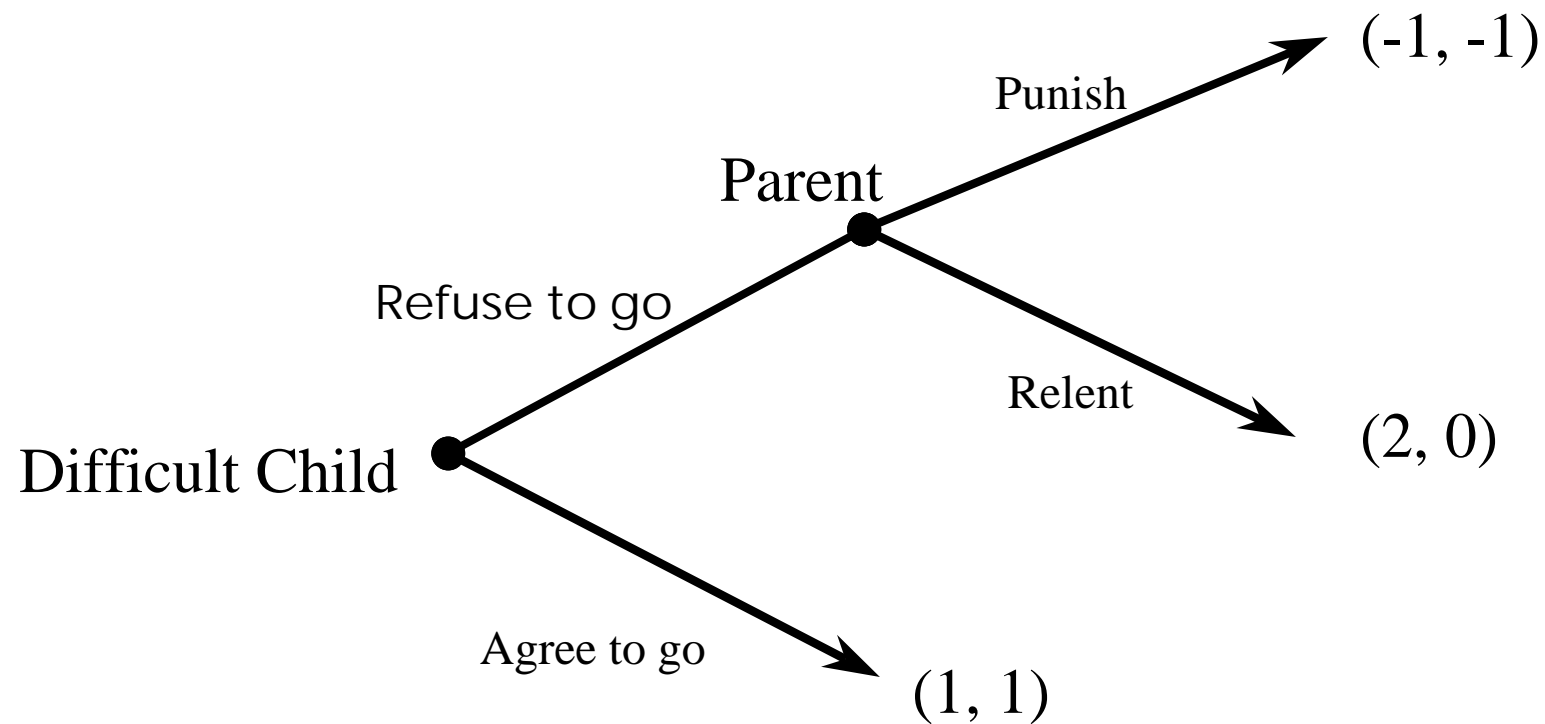 (-1, -1)
Punish
Parent
Refuse to go
Relent
(2, 0)
Difficult Child
Agree to go
(1, 1)